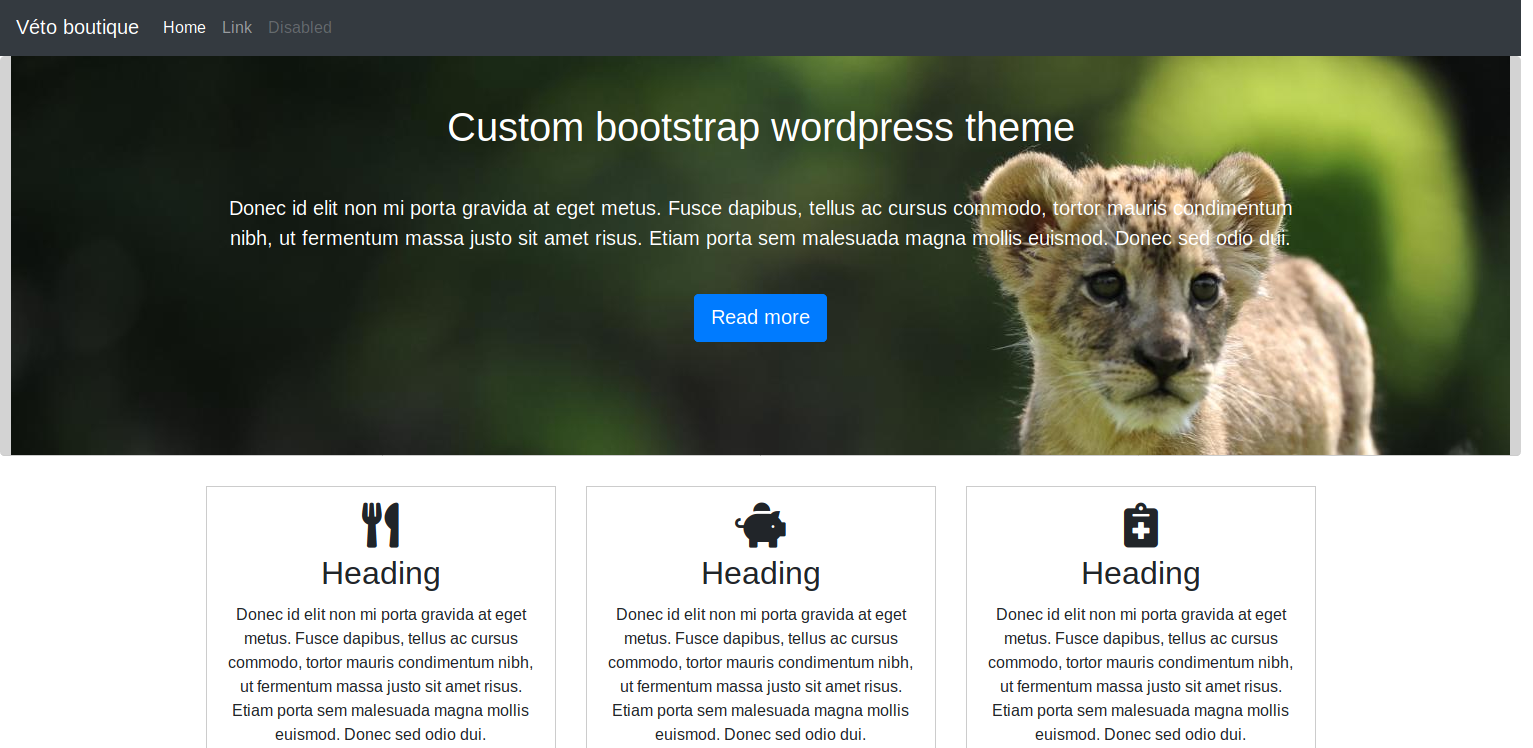 Véto boutique Home Link Disabled
Custom bootstrap wordpress theme
Donec id elit non mi porta gravida at eget metus. Fusce dapibus, tellus ac cursus commodo, tortor mauris condimentum
nibh, ut fermentum massa justo sit amet risus. Etiam porta sem malesuada magna mollis euismod. Donec sed odio dui.
Read more
Heading
Donec id elit non mi porta gravida at eget
metus. Fusce dapibus, tellus ac cursus
commodo, tortor mauris condimentum nibh,
ut fermentum massa justo sit amet risus.
Etiam porta sem malesuada magna mollis
euismod. Donec sed odio dui.
Heading
Donec id elit non mi porta gravida at eget
metus. Fusce dapibus, tellus ac cursus
commodo, tortor mauris condimentum nibh,
ut fermentum massa justo sit amet risus.
Etiam porta sem malesuada magna mollis
euismod. Donec sed odio dui.
Heading
Donec id elit non mi porta gravida at eget
metus. Fusce dapibus, tellus ac cursus
commodo, tortor mauris condimentum nibh,
ut fermentum massa justo sit amet risus.
Etiam porta sem malesuada magna mollis
euismod. Donec sed odio dui.